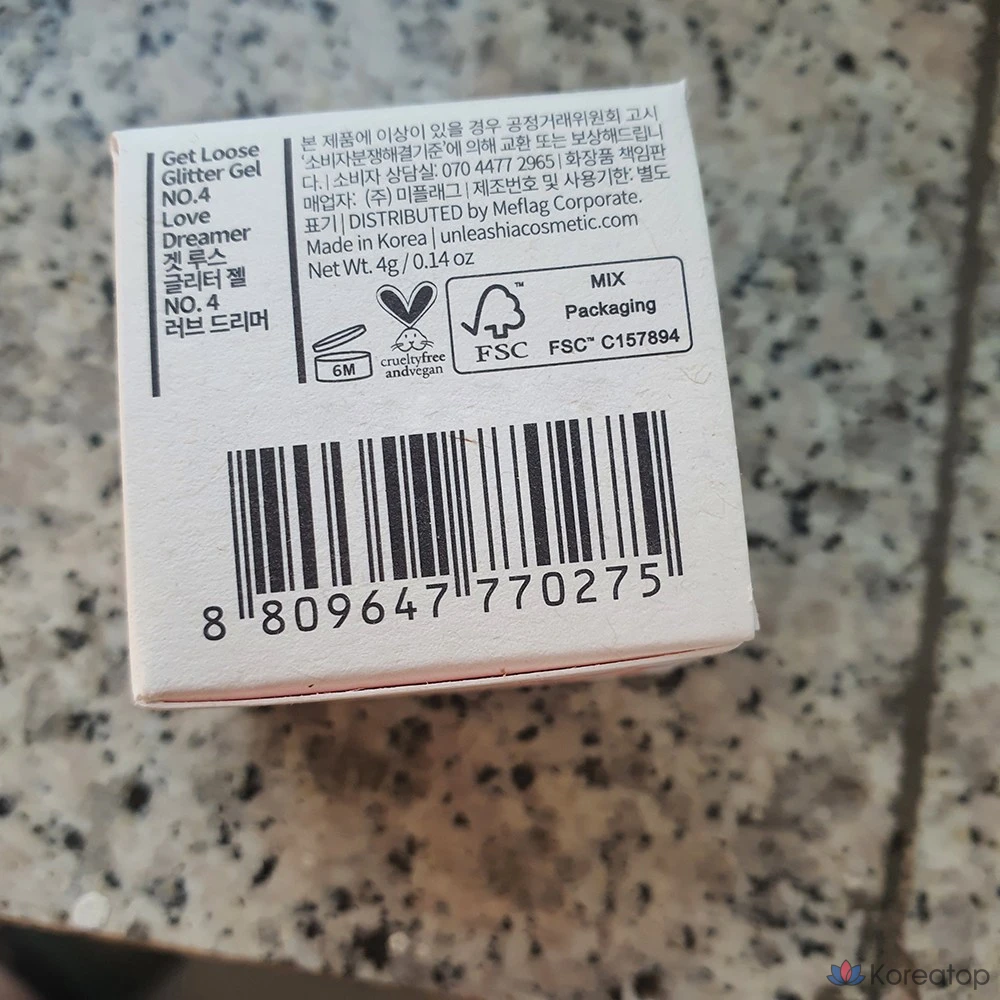 Get Loose
Glitter Gel
NO.4
Love
Dreamer
겟 루스
글리터 젤
NO. 4
러브 드리머
본 제품에 이상이 있을 경우 공정거래위원회 고시
'소비자분쟁해결기준'에 의해 교환 또는 보상해드립니
다. | 소비자 상담실: 070 4477 2965 | 화장품 책임판
매업자: (주) 미플래그 | 제조번호 및 사용기한: 별도
표기 | DISTRIBUTED by Meflag Corporate.
Made in Korea | unleashiacosmetic.com
Net Wt. 4g / 0.14 oz
6M
crueltyfree
andvegan
FSC
MIX
Packaging
FSC™ C157894
8 809647 770275
Koreatop